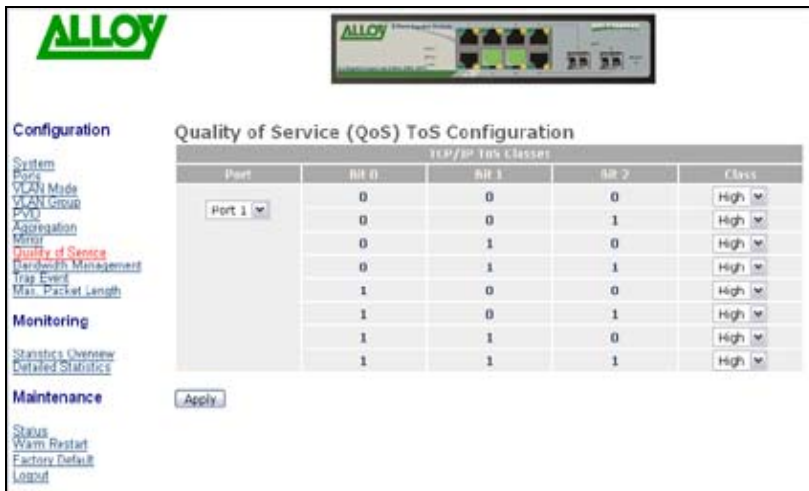 ALLOY
ALLOY
Configuration
System
Ports
VLAN Mode
VLAN Group
PVID
Aggregation
Mirror
Quality of Service
Bandwidth Management
Trap Event
Max. Packet Length
Monitoring
Statistics Overview
Detailed Statistics
Maintenance
Status
Warm Restart
Factory Default
Logout
Quality of Service (QoS) ToS Configuration
TCP/IP ToS Classes
Port Bit 0 Bit 1 Bit 2 Class
Port 1 0 0 0 High
0 0 1 High
0 1 0 High
0 1 1 High
1 0 0 High
1 0 1 High
1 1 0 High
1 1 1 High
Apply